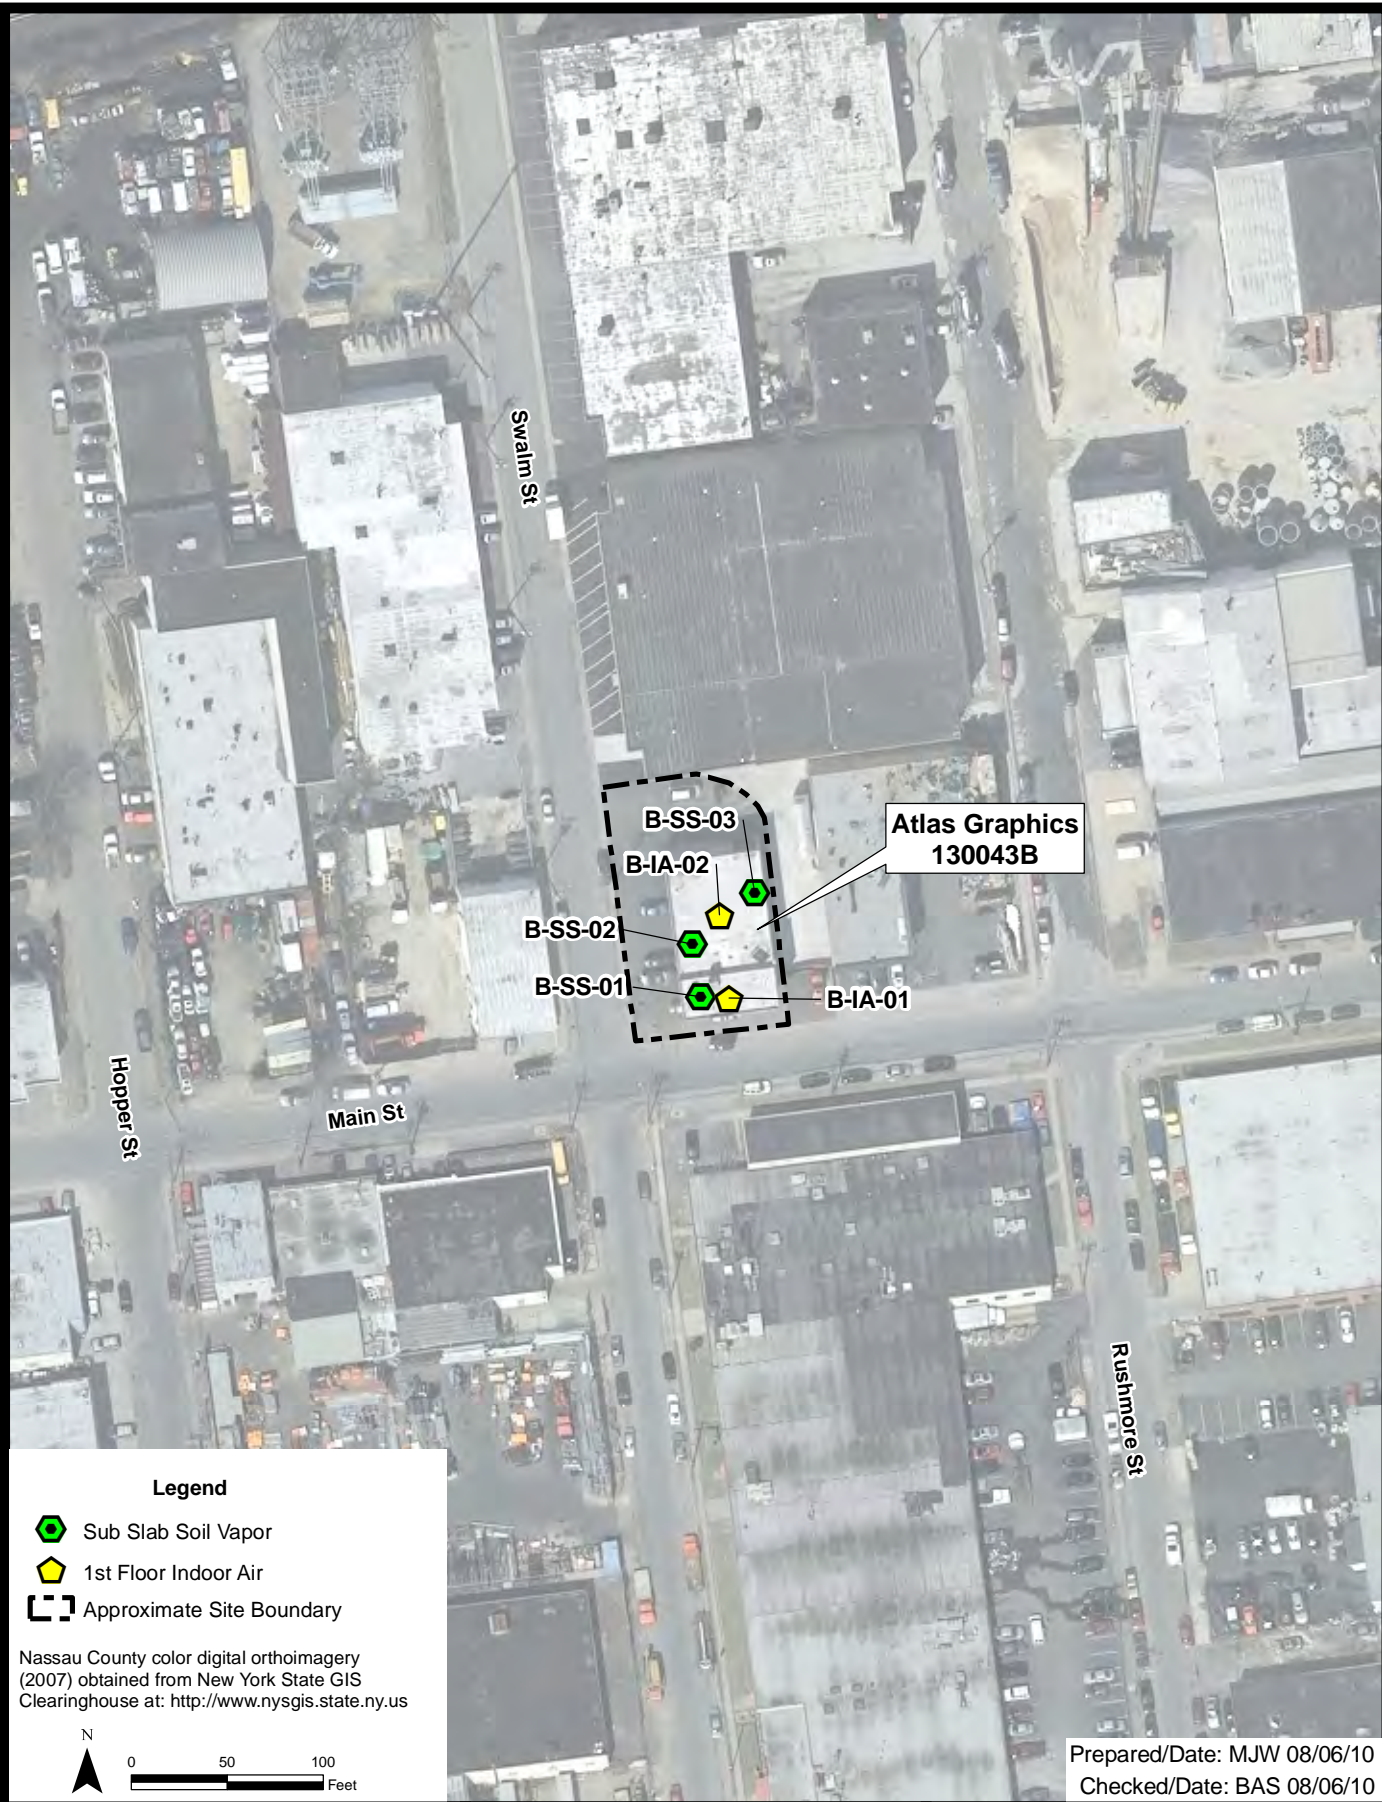 Swalm St
B-SS-03
B-IA-02
Atlas Graphics
130043B
B-SS-02
B-SS-01
B-IA-01
Hopper St
Main St
Rushmore St
Legend
Sub Slab Soil Vapor
1st Floor Indoor Air
Approximate Site Boundary
Nassau County color digital orthoimagery
(2007) obtained from New York State GIS
Clearinghouse at: http://www.nysgis.state.ny.us
N
0 50 100
Feet
Prepared/Date: MJW 08/06/10
Checked/Date: BAS 08/06/10